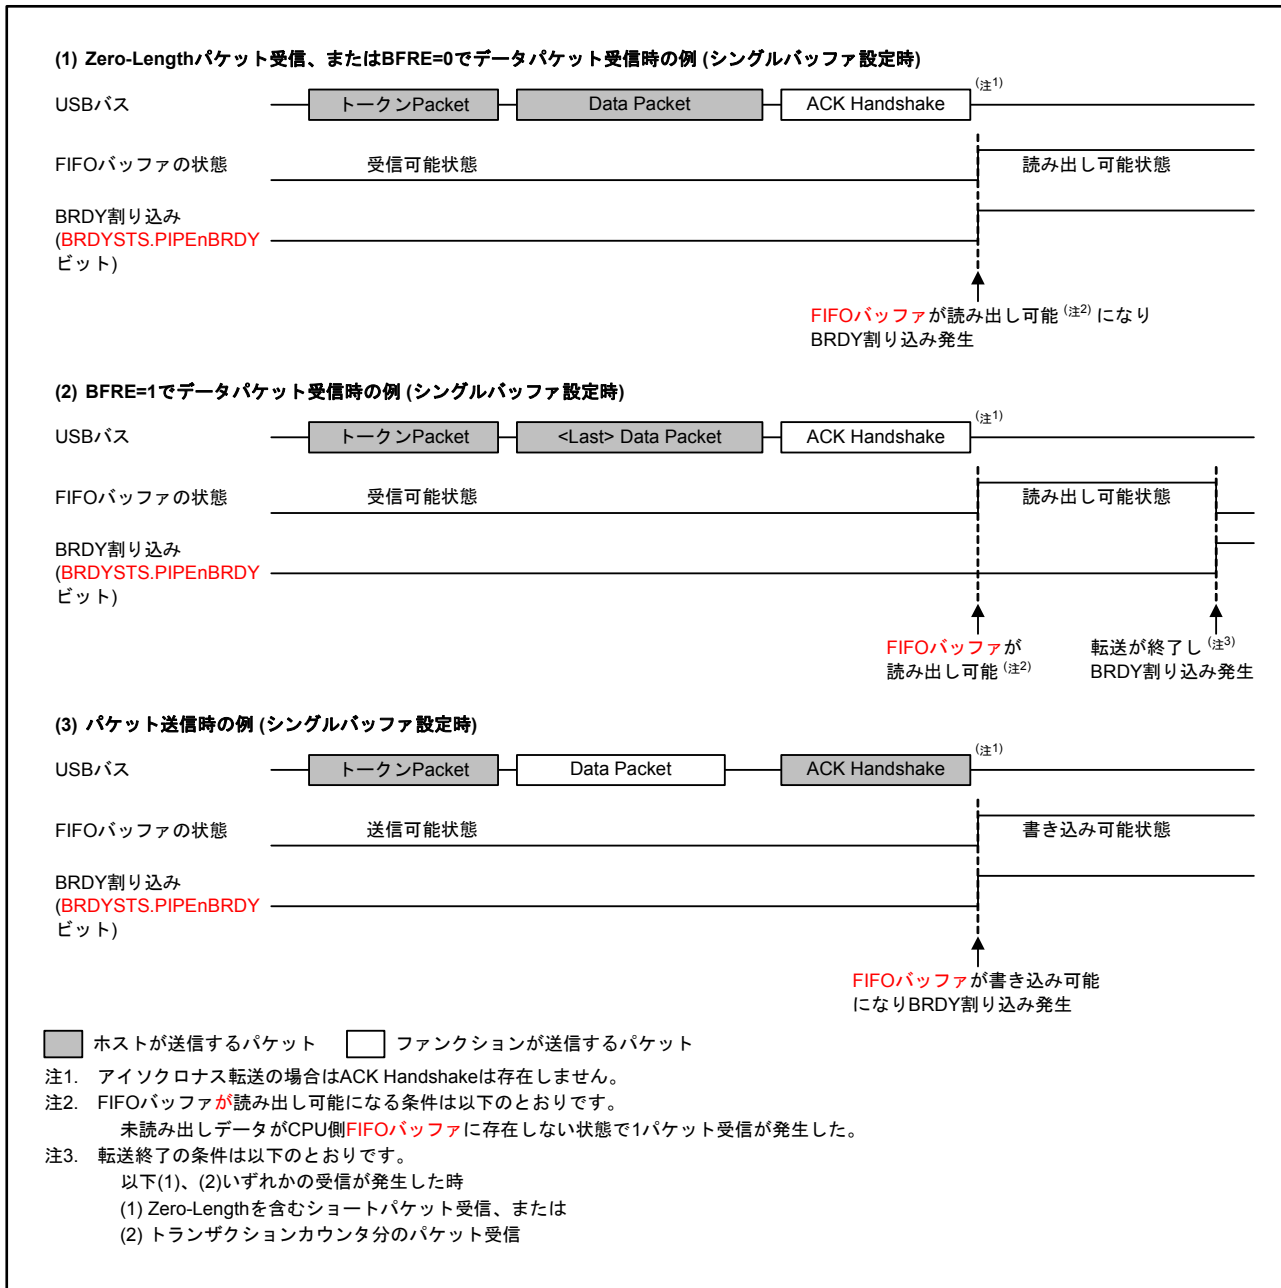 (1) Zero-Lengthパケット受信、またはBFRE=0でデータパケット受信時の例 (シングルバッファ設定時)
USBバス
トークンPacket
Data Packet
ACK Handshake
(注1)
FIFOバッファの状態
受信可能状態
読み出し可能状態
BRDY割り込み
(BRDYSTS.PIPEnBRDY
ビット)
FIFOバッファが読み出し可能 (注2) になり
BRDY割り込み発生
(2) BFRE=1でデータパケット受信時の例 (シングルバッファ設定時)
USBバス
トークンPacket
<Last> Data Packet
ACK Handshake
(注1)
FIFOバッファの状態
受信可能状態
読み出し可能状態
BRDY割り込み
(BRDYSTS.PIPEnBRDY
ビット)
FIFOバッファが
読み出し可能 (注2)
転送が終了し (注3)
BRDY割り込み発生
(3) パケット送信時の例 (シングルバッファ設定時)
USBバス
トークンPacket
Data Packet
ACK Handshake
(注1)
FIFOバッファの状態
送信可能状態
書き込み可能状態
BRDY割り込み
(BRDYSTS.PIPEnBRDY
ビット)
FIFOバッファが書き込み可能
になりBRDY割り込み発生
ホストが送信するパケット
ファンクションが送信するパケット
注1. アイソクロナス転送の場合はACK Handshakeは存在しません。
注2. FIFOバッファが読み出し可能になる条件は以下のとおりです。
未読み出しデータがCPU側FIFOバッファに存在しない状態で1パケット受信が発生した。
注3. 転送終了の条件は以下のとおりです。
以下(1)、(2)いずれかの受信が発生した時
(1) Zero-Lengthを含むショートパケット受信、または
(2) トランザクションカウンタ分のパケット受信